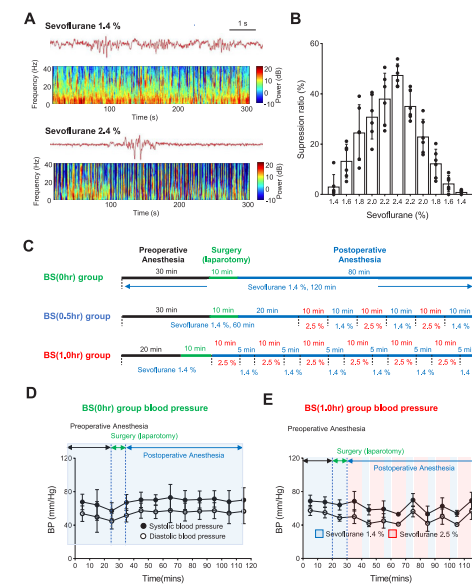 A
Sevoflurane 1.4 %
1 s
Frequency (Hz)
40
20
0
100
200
300
Time (s)
20
10
0
-10
Power (dB)
Sevoflurane 2.4 %
Frequency (Hz)
40
20
0
100
200
300
Time (s)
20
10
0
-10
Power (dB)
B
Supression ratio (%)
60
40
20
0
1.4 1.6 1.8 2.0 2.2 2.4 2.2 2.0 1.8 1.6 1.4
Sevoflurane (%)
C
Preoperative Anesthesia
Surgery (laparotomy)
Postoperative Anesthesia
BS(0hr) group
30 min 10 min 80 min
Sevoflurane 1.4 %, 120 min
BS(0.5hr) group
30 min 10 min 20 min 10 min 10 min 10 min 10 min 10 min 10 min
Sevoflurane 1.4 %, 60 min 2,5 % 1,4 % 2,5 % 1,4 % 1,4 % 1,4 %
BS(1,0hr) group
20 min 10 min 10 min 10 min 10 min 10 min 10 min 10 min
5 min 5 min 5 min 5 min 5 min 5 min
2,5 % 2,5 % 2,5 % 2,5 % 2,5 % 2,5 %
Sevoflurane 1.4 % 1.4 % 1.4 % 1.4 % 1.4 % 1.4 %
D
BS(0hr) group blood pressure
Preoperative Anesthesia
Surgery (laparotomy)
Postoperative Anesthesia
BP (mm/Hg)
120
80
40
0
Systolic blood pressure
Diastolic blood pressure
0 10 20 30 40 50 60 70 80 90 100 110 120
Time(mins)
E
BS(1.0hr) group blood pressure
Preoperative Anesthesia
Surgery (laparotomy)
Postoperative Anesthesia
BP (mm/Hg)
120
80
40
0
Sevoflurane 1.4 % Sevoflurane 2.5 %
0 10 20 30 40 50 60 70 80 90 100 110
Time(mins)